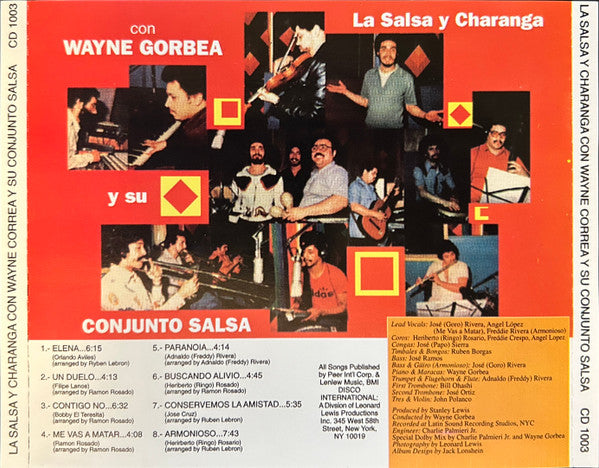 LA SALSA Y CHARANGA CON WAYNE CORREA Y SU CONJUNTO SALSA CD 1003
con
WAYNE GORBEA
La Salsa y Charanga
y su
adidas
CONJUNTO SALSA
1.- ELENA...6:15
(Orlando Aviles)
(arranged by Ryben Lebron)
2.- UN DUELO...4:13
(Filipe Lanos)
(arranged by Ramon Rosado)
3.- CONTIGO NO...6:32
(Bobby El Teresita)
(arranged by Ramon Rosado)
4.- ME VAS A MATAR...4:08
Ramon Rosado)
(arranged by Ramon Rosado)
5.- PARANOIA...4:14
(Adnaldo (Freddy) Rivera)
(arranged by Adnaldo (Freddy) Rivera)
6.- BUSCANDO ALIVIO...4:15
(Heriberto (Ringo) Rosado)
(arranged by Ramon Rosado)
7.- CONSERVEMOS LA AMISTAD...5:35
(Jose Cruz)
(arranged by Ruben Lebron)
8.- ARMONIOSO...7:43
(Heriberto (Ringo) Rosado)
(arranged by Ramon Rosado)
All Songs Published
by Peer Int'l Corp. &
Lenlew Music, BMI
DISCO
INTERNATIONAL:
A Division of Leonard
Lewis Productions
Inc. 345 West 58th
Street, New York,
NY 10019
Lead Vocals: José (Goro) Rivera, Angel López
(Me Vas a Matar), Freddie Rivera (Armonioso)
Coros: Heriberto (Ringo) Rosario, Freddie Crespo, Angel Lopez
Congas: José (Papo) Sierra
Timbales & Bongos: Ruben Borgas
Bass: José Ramos
Bass & Güiro (Armonioso): José (Goro) Rivera
Piano & Maracas: Wayne Gorbea
Trumpet & Flugehorn & Flute: Adnaldo (Freddy) Rivera
First Trombone: Bill Ohashi
Second Trombone: José Ortiz
Tres & Violin: John Polanco
Produced by Stanley Lewis
Conducted by Wayne Gorbea
Recorded at Latin Sound Recording Studios, NYC
Engineer: Charlie Palmieri Jr.
Special Dolby Mix by Charlie Palmieri Jr. and Wayne Gorbea
Photography by Leonard Lewis
Album Design by Jack Lonshein
LA SALSA Y CHARANGA CON WAYNE CORREA Y SU CONJUNTO SALSA CD 1003